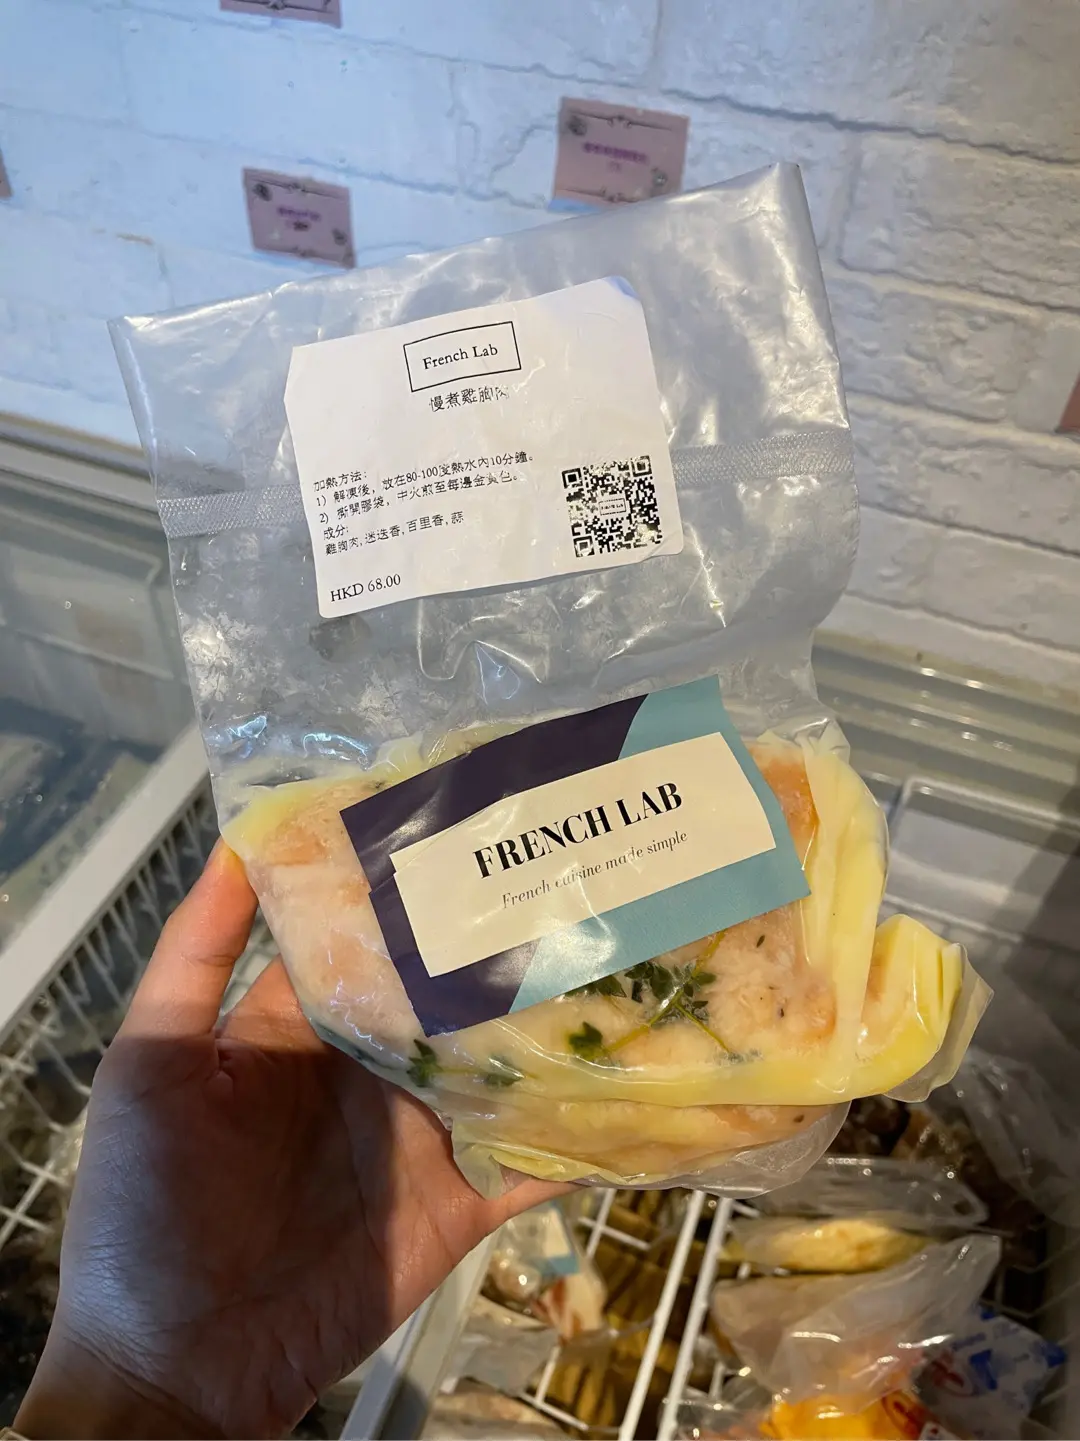 French Lab
慢煮雞胸肉
加熱方法：
1) 解凍後，放在80-100度熱水內10分鐘。
2) 撕開膠袋，中火煎至每邊金黃色。
成分:
雞胸肉, 迷迭香, 百里香, 蒜
HKD 68.00
FRENCH LAB
French cuisine made simple